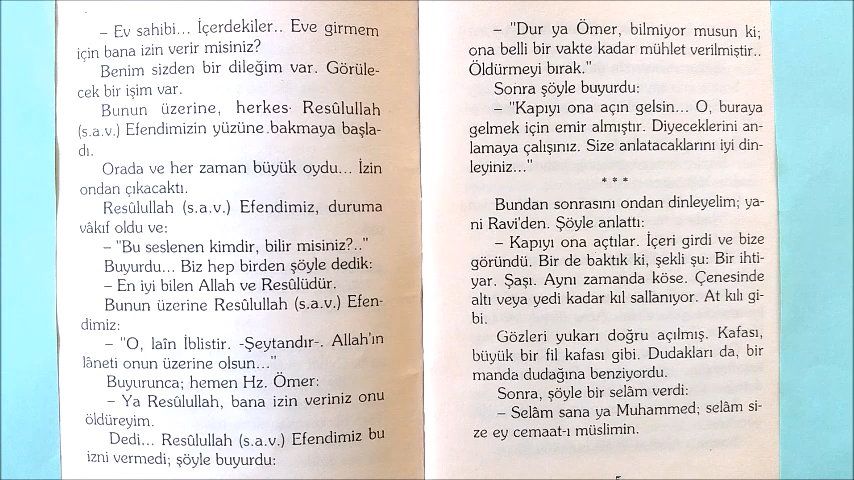 – Ev sahibi... İçerdekiler.. Eve girmem
için bana izin verir misiniz?
Benim sizden bir dileğim var. Görüle-
cek bir işim var.
Bunun üzerine, herkes Resûlullah
(s.a.v.) Efendimizin yüzüne bakmaya başla-
dı.
Orada ve her zaman büyük oydu... İzin
ondan çıkacaktı.
Resûlullah (s.a.v.) Efendimiz, duruma
vâkıf oldu ve:
– "Bu seslenen kimdir, bilir misiniz?.."
Buyurdu... Biz hep birden şöyle dedik:
– En iyi bilen Allah ve Resûlüdür.
Bunun üzerine Resûlullah (s.a.v.) Efen-
dimiz:
– "O, laîn İblistir. -Şeytandır-. Allah'ın
lâneti onun üzerine olsun..."
Buyurunca; hemen Hz. Ömer:
– Ya Resûlullah, bana izin veriniz onu
öldüreyim.
Dedi... Resûlullah (s.a.v.) Efendimiz bu
izni vermedi; şöyle buyurdu:
– "Dur ya Ömer, bilmiyor musun ki;
ona belli bir vakte kadar mühlet verilmiştir..
Öldürmeyi bırak."
Sonra şöyle buyurdu:
– "Kapıyı ona açın gelsin... O, buraya
gelmek için emir almıştır. Diyeceklerini an-
lamaya çalışınız. Size anlatacaklarını iyi din-
leyiniz..."
* * *
Bundan sonrasını ondan dinleyelim; ya-
ni Ravi'den. Şöyle anlattı:
– Kapıyı ona açtılar. İçeri girdi ve bize
göründü. Bir de baktık ki, şekli şu: Bir ihti-
yar. Şaşı. Aynı zamanda köse. Çenesinde
altı veya yedi kadar kıl sallanıyor. At kılı gi-
bi.
Gözleri yukarı doğru açılmış. Kafası,
büyük bir fil kafası gibi. Dudakları da, bir
manda dudağına benziyordu.
Sonra, şöyle bir selâm verdi:
– Selâm sana ya Muhammed; selâm si-
ze ey cemaat-ı müslimin.